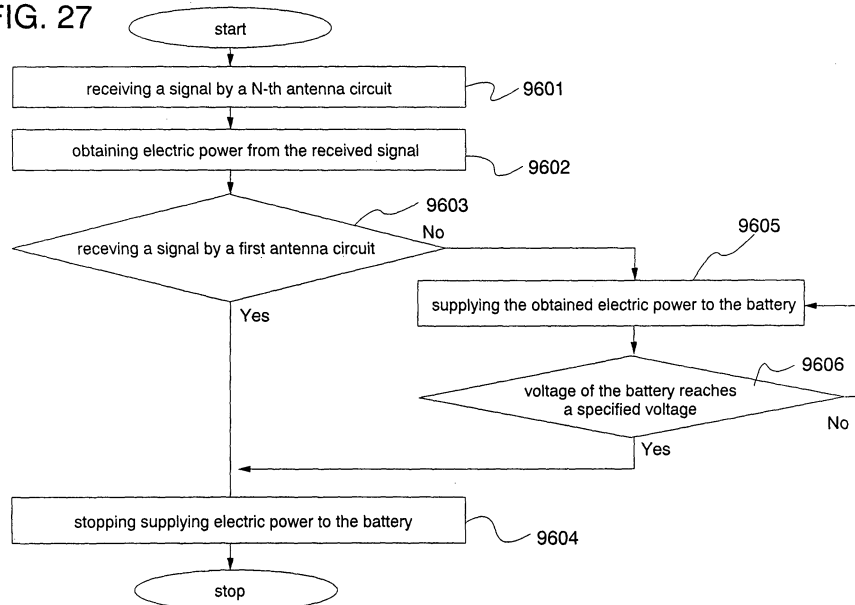 FIG. 27
start
receiving a signal by a N-th antenna circuit
9601
obtaining electric power from the received signal
9602
9603
receving a signal by a first antenna circuit
No
Yes
9605
supplying the obtained electric power to the battery
9606
voltage of the battery reaches
a specified voltage
No
Yes
stopping supplying electric power to the battery
9604
stop